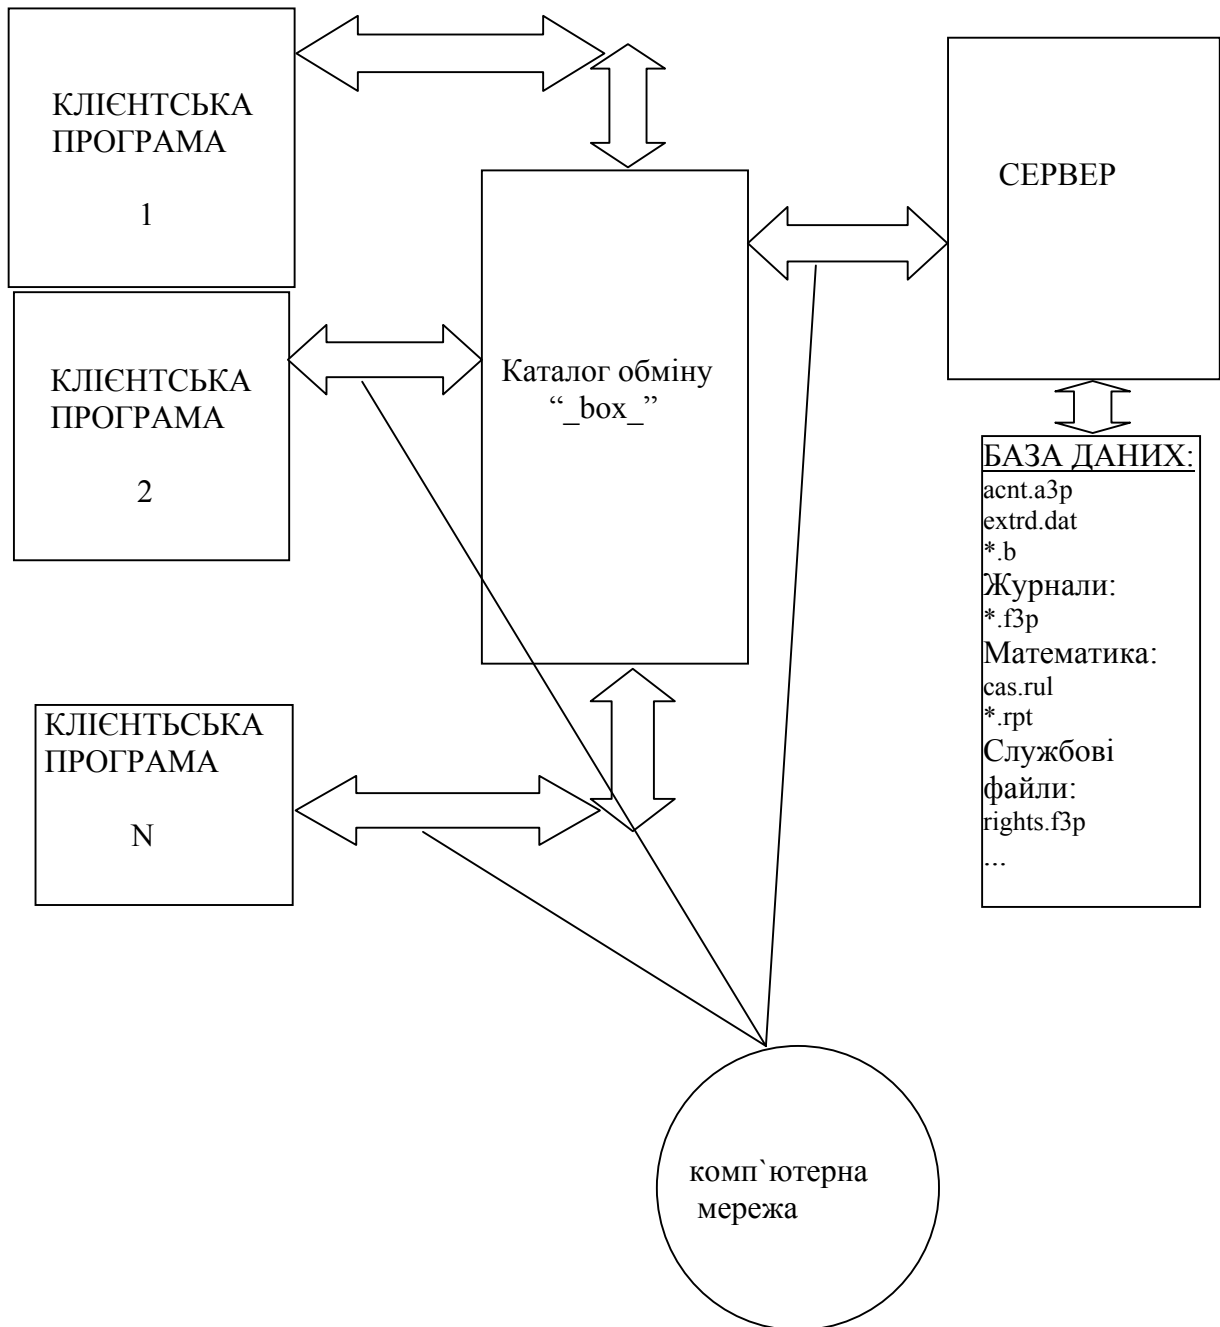 КЛІЄНТСЬКА
ПРОГРАМА
1
КЛІЄНТСЬКА
ПРОГРАМА
2
КЛІЄНТЬСЬКА
ПРОГРАМА
N
Каталог обміну
“_box_”
СЕРВЕР
БАЗА ДАНИХ:
acnt.a3p
extrd.dat
*.b
Журнали:
*.f3p
Математика:
cas.rul
*.rpt
Службові
файли:
rights.f3p
...
комп`ютерна
мережа